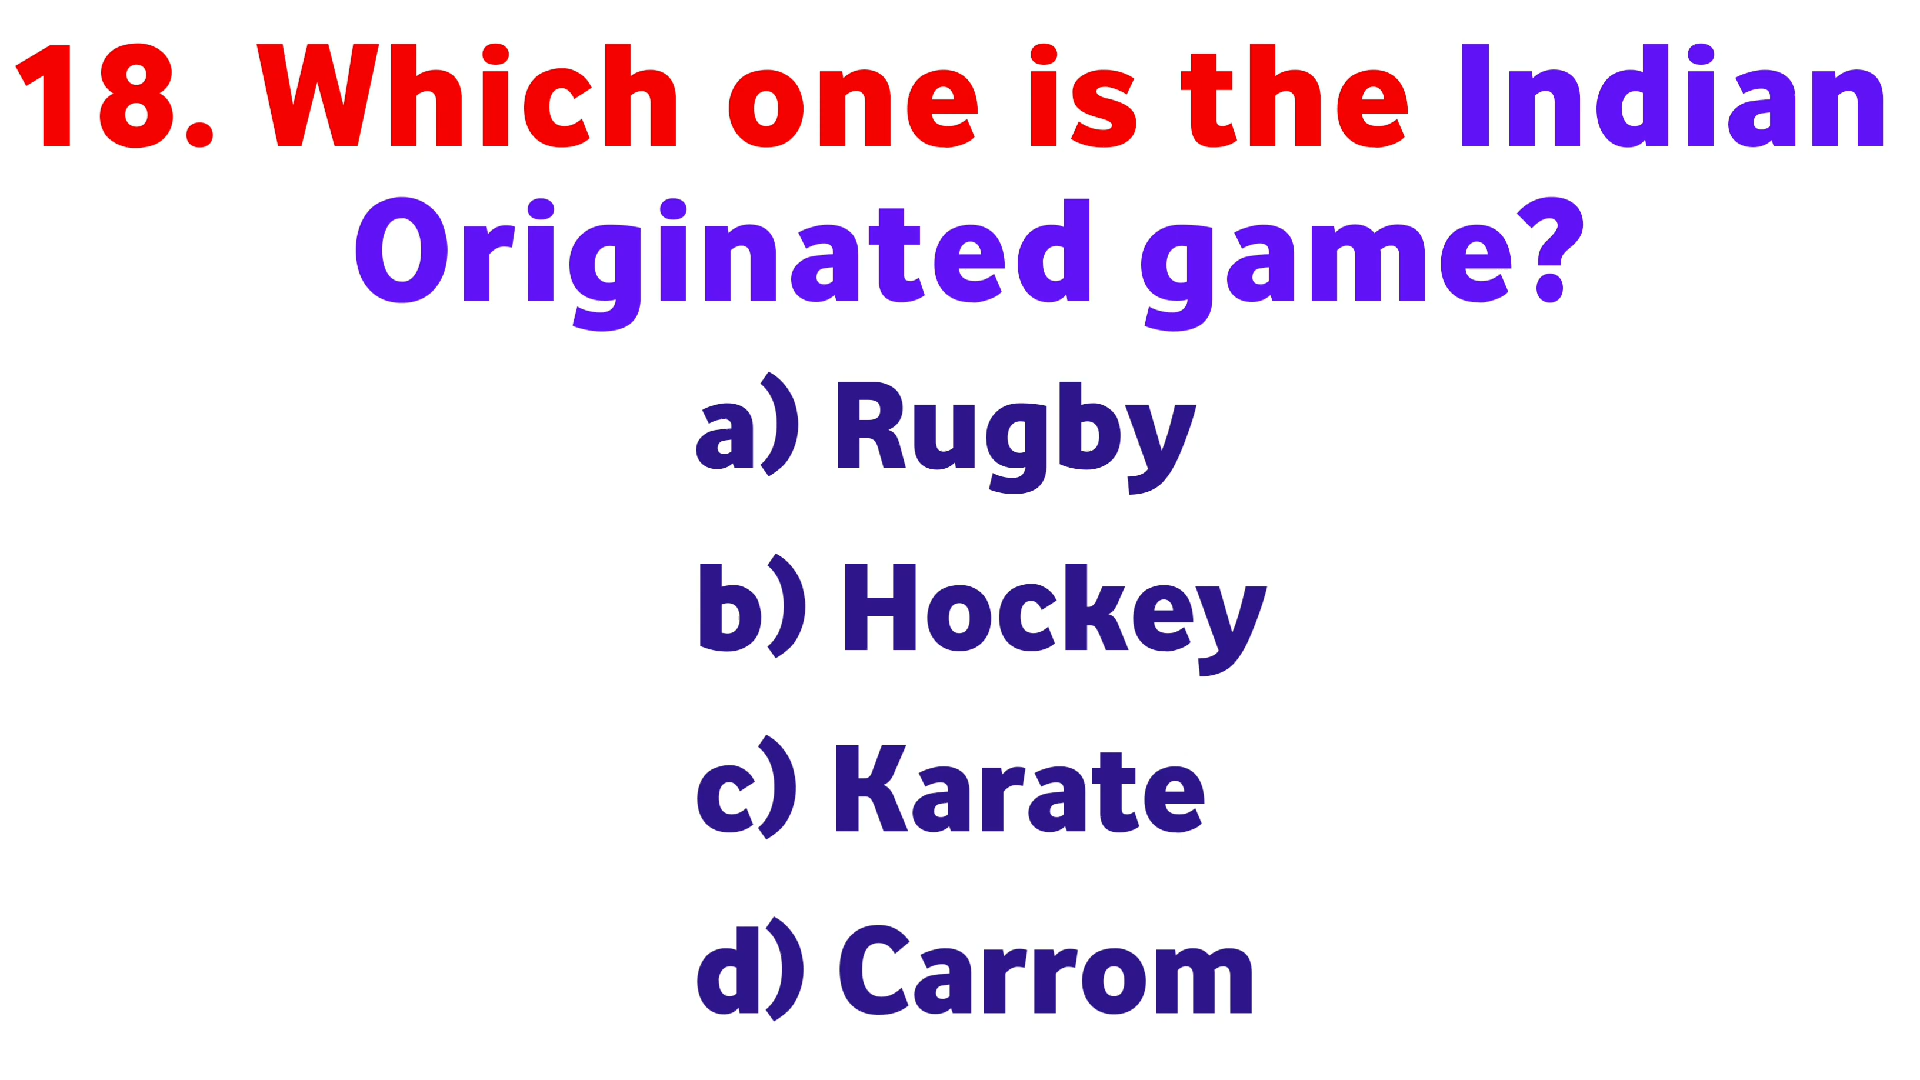 18. Which one is the Indian
Originated game?
a) Rugby
b) Hockey
c) Karate
d) Carrom